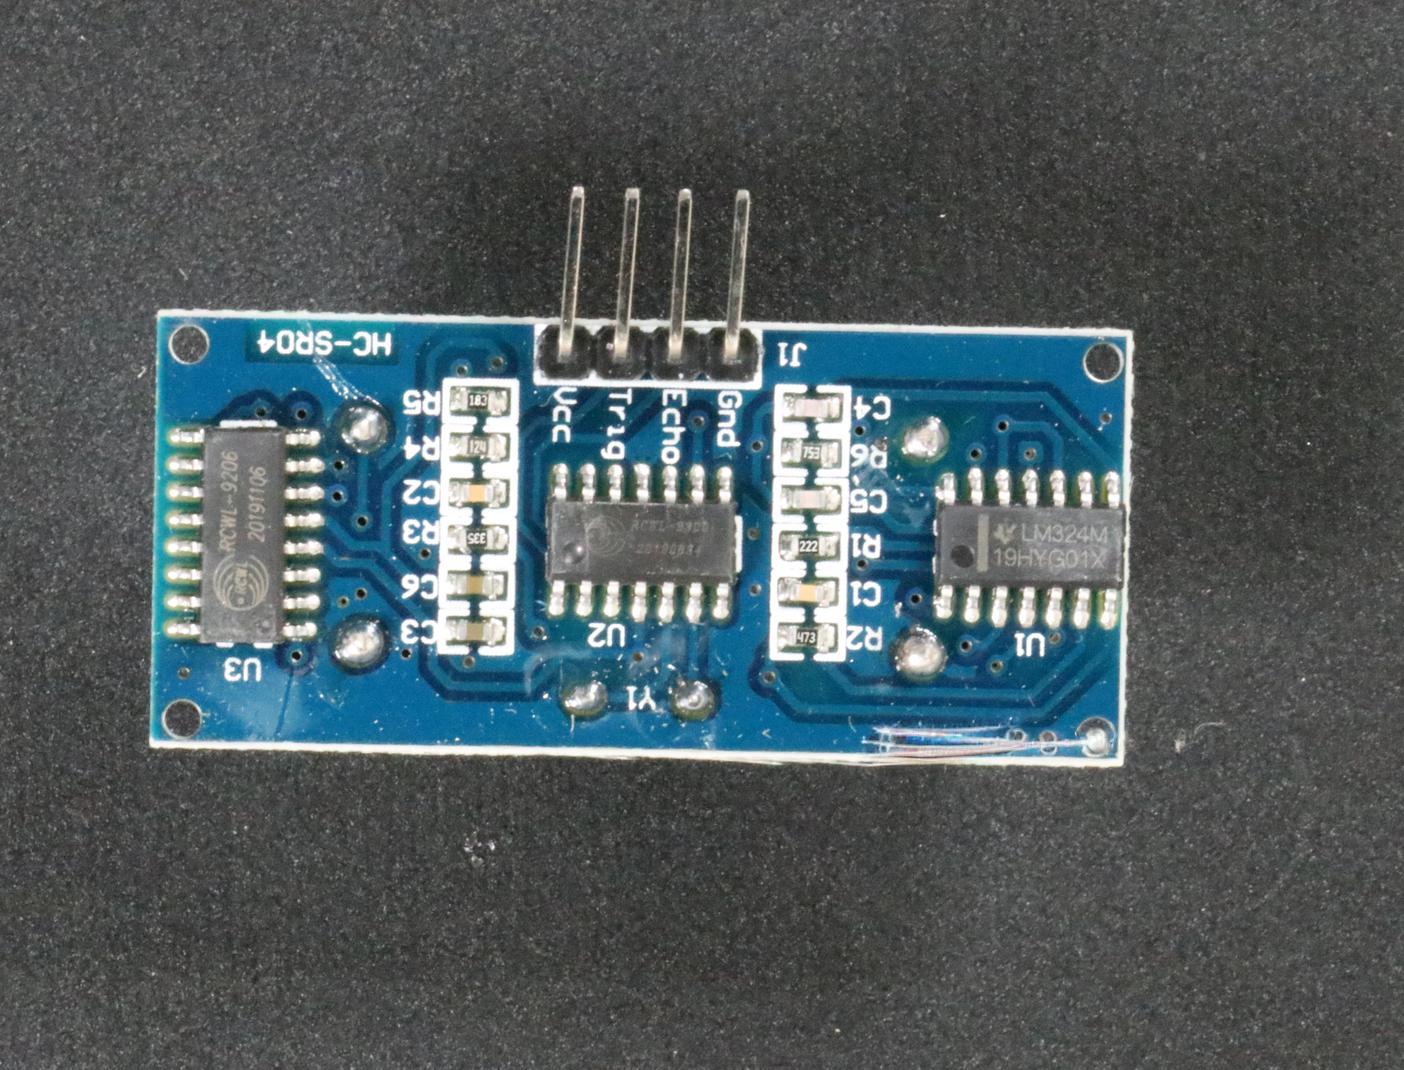 HC-SR04
J1
Vcc
Trig
Echo
Gnd
R5
183
R4
124
C2
R3
335
C6
C3
C4
R6
753
C5
R1
222
C1
R2
473
RCWL-9206
20191106
RCWL
U3
U2
Y1
LM324M
19HYG01X
U1